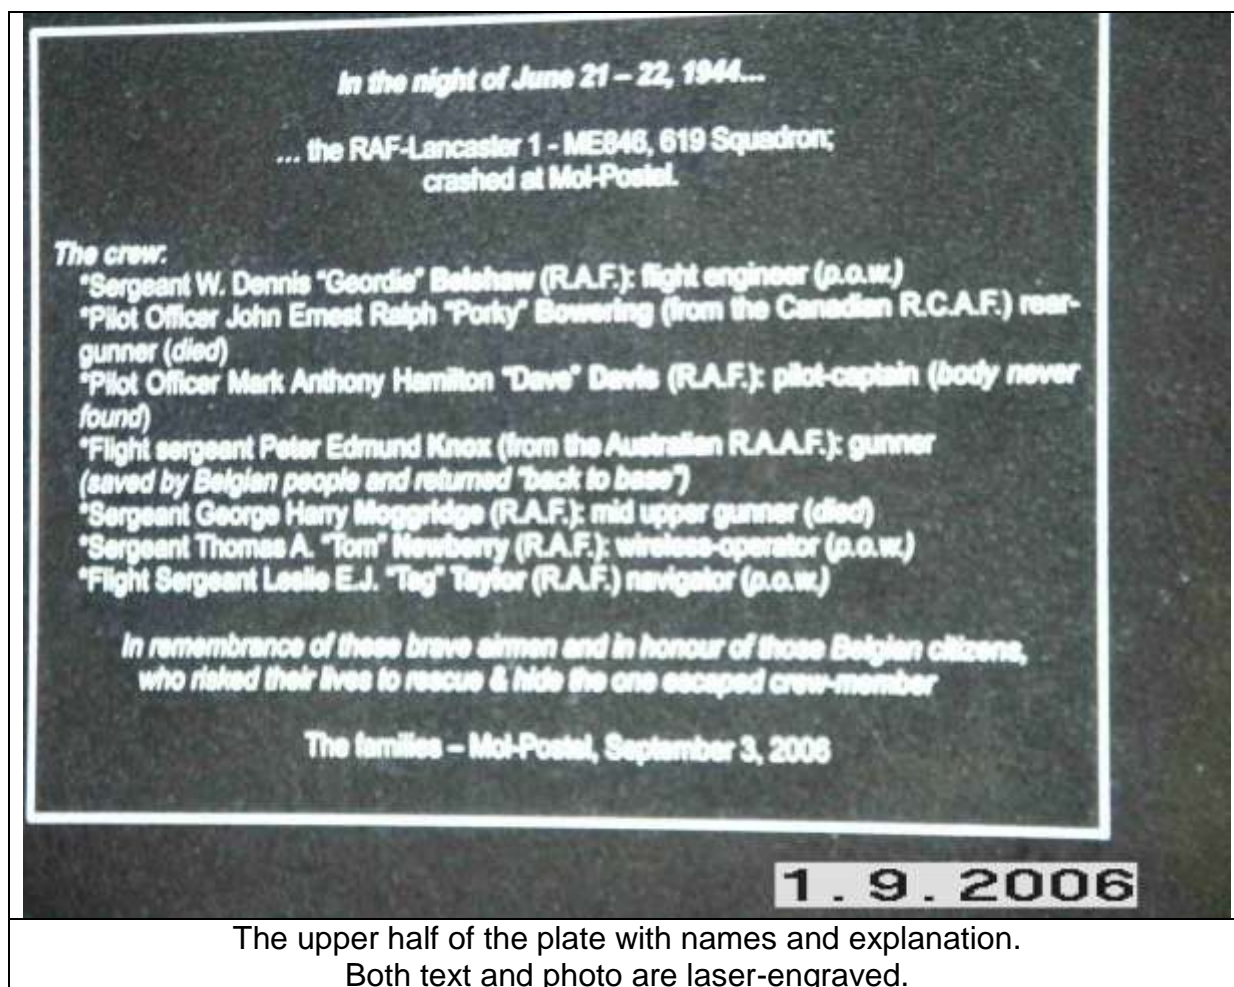 In the night of June 21 – 22, 1944...
... the RAF-Lancaster 1 - ME846, 619 Squadron;
crashed at Mol-Postel.
The crew:
*Sergeant W. Dennis "Geordie" Belshaw (R.A.F.): flight engineer (p.o.w.)
*Pilot Officer John Ernest Ralph "Porky" Bowering (from the Canadian R.C.A.F.) rear-
gunner (died)
*Pilot Officer Mark Anthony Hamilton "Dave" Davis (R.A.F.): pilot-captain (body never
found)
*Flight sergeant Peter Edmund Knox (from the Australian R.A.A.F.): gunner
(saved by Belgian people and returned "back to base")
*Sergeant George Harry Moggridge (R.A.F.): mid upper gunner (died)
*Sergeant Thomas A. "Tom" Newberry (R.A.F.): wireless-operator (p.o.w.)
*Flight Sergeant Leslie E.J. "Tag" Taylor (R.A.F.) navigator (p.o.w.)
In remembrance of these brave airmen and in honour of those Belgian citizens,
who risked their lives to rescue & hide the one escaped crew-member
The families – Mol-Postel, September 3, 2006
1.9.2006
The upper half of the plate with names and explanation.
Both text and photo are laser-engraved.